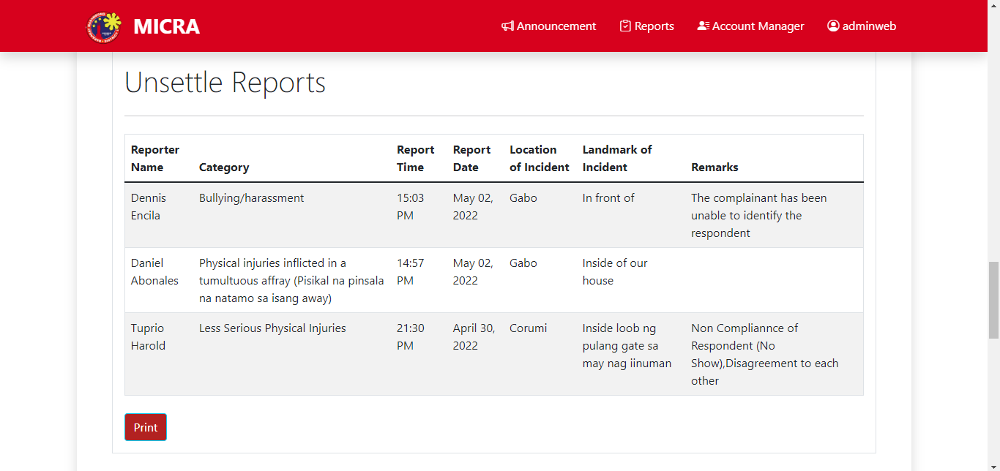 MICRA
Announcement
Reports
Account Manager
adminweb
Unsettle Reports
Reporter Name
Category
Report Time
Report Date
Location of Incident
Landmark of Incident
Remarks
Dennis Encila
Bullying/harassment
15:03 PM
May 02, 2022
Gabo
In front of
The complainant has been
unable to identify the
respondent
Daniel Abonales
Physical injuries inflicted in a
tumultuous affray (Pisikal na pinsala
na natamo sa isang away)
14:57 PM
May 02, 2022
Gabo
Inside of our
house
Tuprio Harold
Less Serious Physical Injuries
21:30 PM
April 30, 2022
Corumi
Inside loob ng
pulang gate sa
may nag iinuman
Non Compliannce of
Respondent (No
Show),Disagreement to each
other
Print